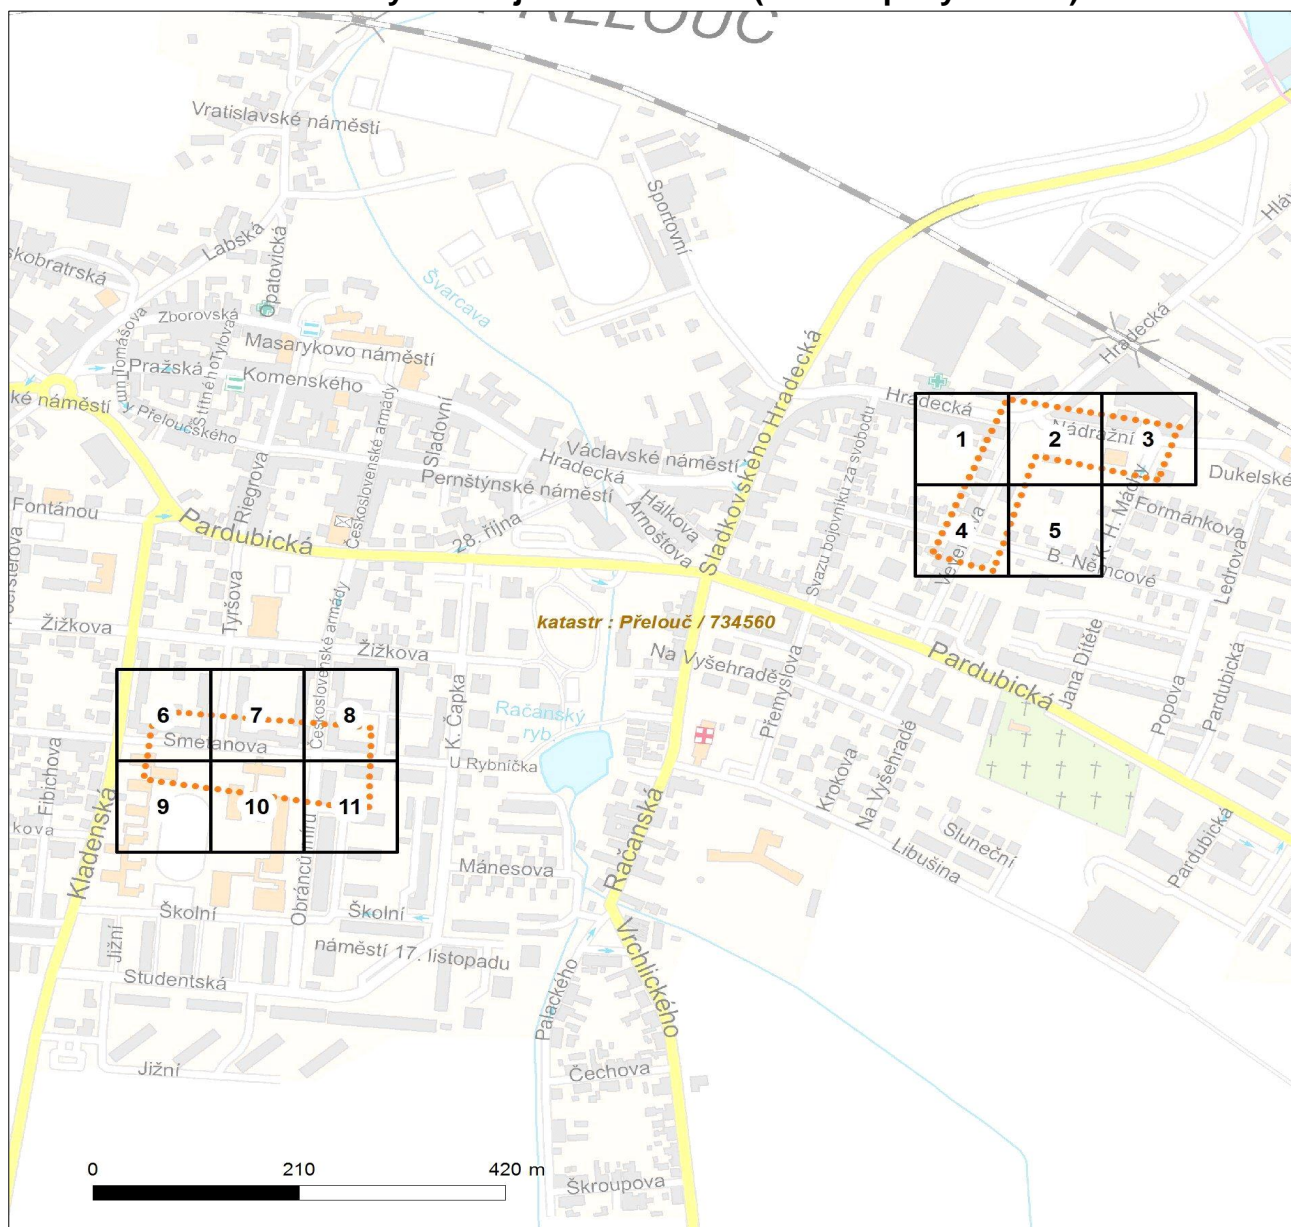 PŘELOUČ
Vratislavské náměstí
Sportovní
Labská
Opatovická
Švarcava
Zborovská
Masarykovo náměstí
Tylova
Pražská
Komenského
Štítného
Československé armády
Sladovní
Sladkovského Hradecká
Hradecká
Hradecká
Svazu bojovníku za svobodu
1
2
3
Nádražní
Dukelské
Václavské náměstí
Hradecká
Pernštýnské náměstí
Hálkova
Arnoštova
28. října
Riegrova
Fontánou
Pardubická
K. H. Máchy
Formánkova
4
5
B. Němcové
Ledrova
Tyršova
Žižkova
Československé armády
Žižkova
katastr : Přelouč / 734560
Na Vyšehradě
Přemyslova
Pardubická
Jana Dítěte
Popova
Pardubická
6
7
8
Smetanova
K. Čapka
Račanský
ryb.
U Rybníčka
Fibichova
Kladenská
9
10
11
Obránců míru
Mánesova
Račanská
Krokova
Na Vyšehradě
Sluneční
Libušina
Pardubická
Školní
Školní
Jižní
náměstí 17. listopadu
Studentská
Palackého
Vrchlického
Jižní
Čechova
Škroupova
0
210
420 m